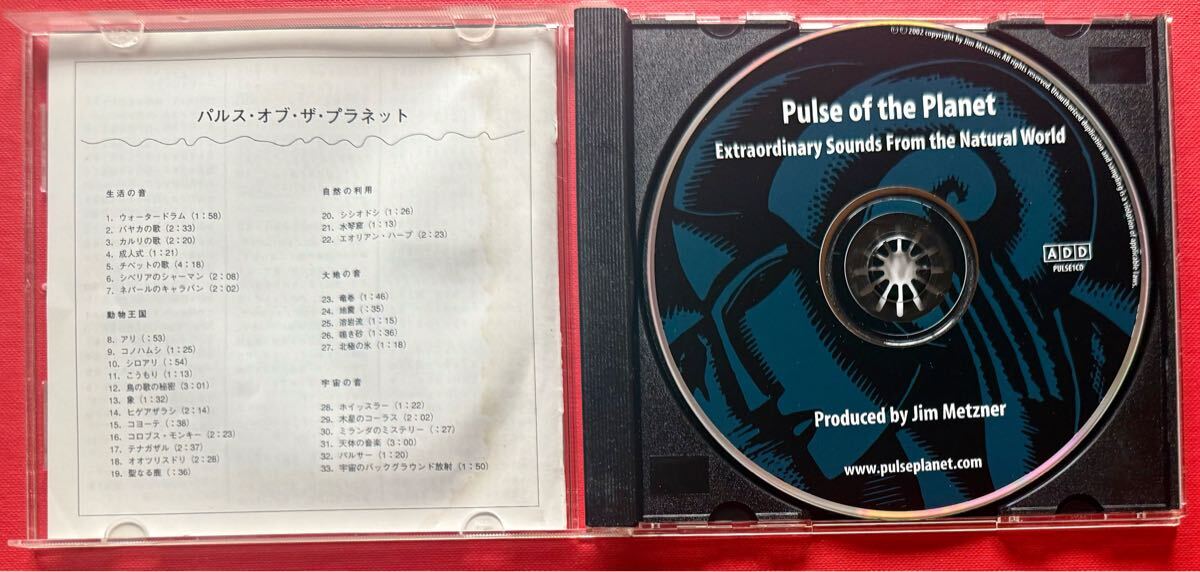 パルス・オブ・ザ・プラネット
生活の音
1. ウォータードラム（1：58）
2. バヤカの歌（2：33）
3. カルリの歌（2：20）
4. 成人式（1：21）
5. チベットの歌（4：18）
6. シベリアのシャーマン（2：08）
7. ネパールのキャラバン（2：02）
動物王国
8. アリ（：53）
9. コノハムシ（1：25）
10. シロアリ（：54）
11. こうもり（1：13）
12. 鳥の歌の秘密（3：01）
13. 象（1：32）
14. ヒゲアザラシ（2：14）
15. コヨーテ（：38）
16. コロブス・モンキー（2：23）
17. テナガザル（2：37）
18. オオツリスドリ（2：28）
19. 聖なる鹿（：36）
自然の利用
20. シシオドシ（1：26）
21. 水琴窟（1：13）
22. エオリアン・ハープ（2：23）
大地の音
23. 竜巻（1：46）
24. 地震（：35）
25. 溶岩流（1：15）
26. 鳴き砂（1：36）
27. 北極の氷（1：18）
宇宙の音
28. ホイッスラー（1：22）
29. 木星のコーラス（2：02）
30. ミランダのミステリー（：27）
31. 天体の音楽（3：00）
32. パルサー（1：20）
33. 宇宙のバックグラウンド放射（1：50）
Ⓟ © 2002 copyright by Jim Metzner. All rights reserved. Unauthorized duplication and sampling is a violation of applicable laws.
Pulse of the Planet
Extraordinary Sounds From the Natural World
ADD
PULSE1CD
Produced by Jim Metzner
www.pulseplanet.com